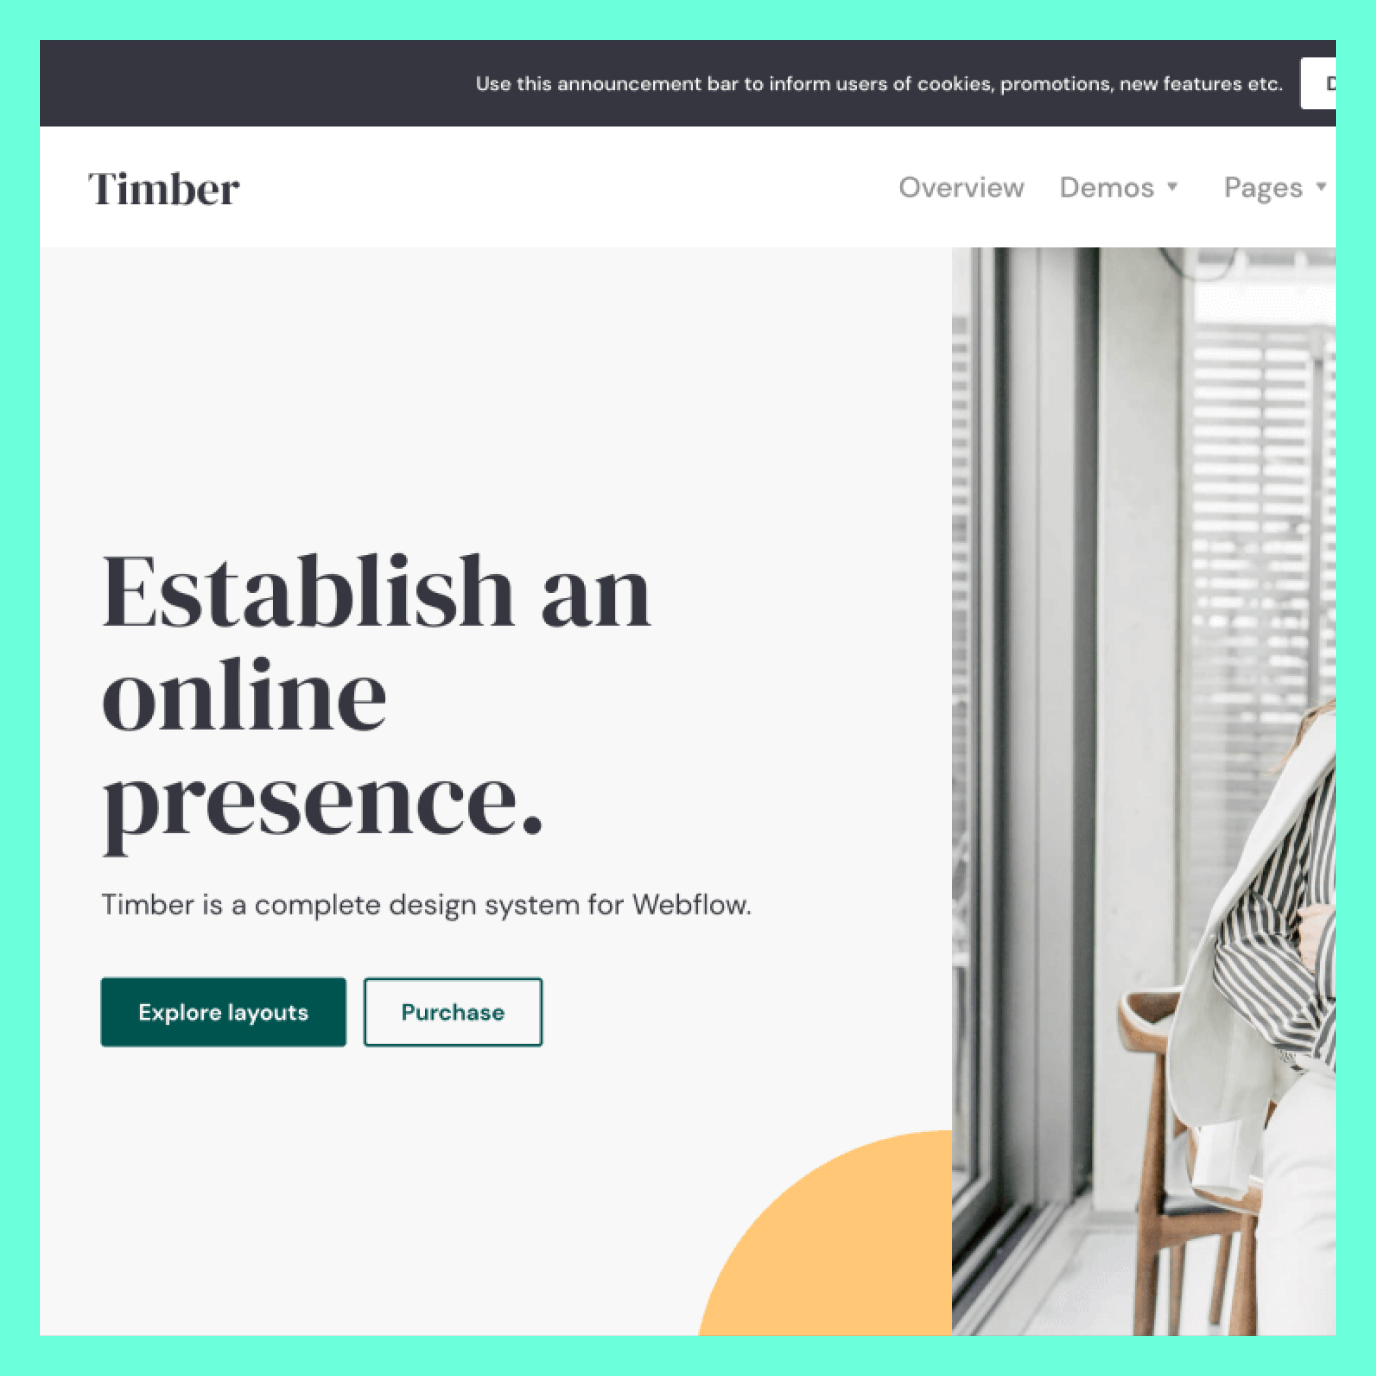 Use this announcement bar to inform users of cookies, promotions, new features etc.
Timber
Overview Demos Pages
Establish an
online
presence.
Timber is a complete design system for Webflow.
Explore layouts Purchase